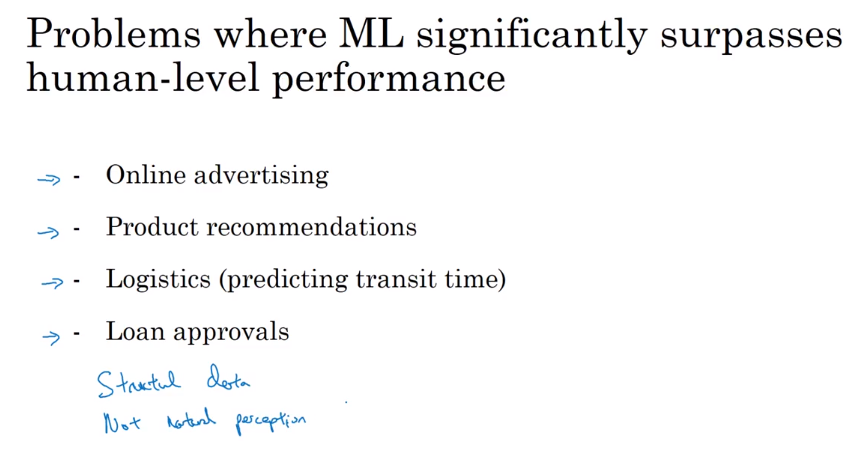 Problems where ML significantly surpasses
human-level performance
→ - Online advertising
→ - Product recommendations
→ - Logistics (predicting transit time)
→ - Loan approvals
Structul data
Not natural perception